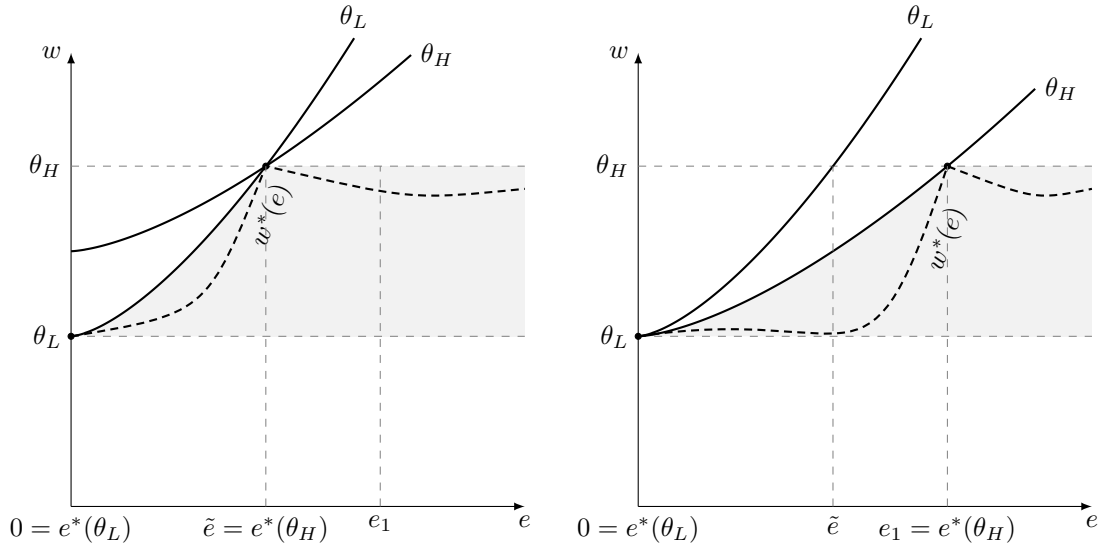 θ_L
w
θ_H
θ_H
w*(e)
θ_L
0 = e*(θ_L)
ẽ = e*(θ_H)
e_1
e
θ_L
w
θ_H
θ_H
w*(e)
θ_L
0 = e*(θ_L)
ẽ
e_1 = e*(θ_H)
e